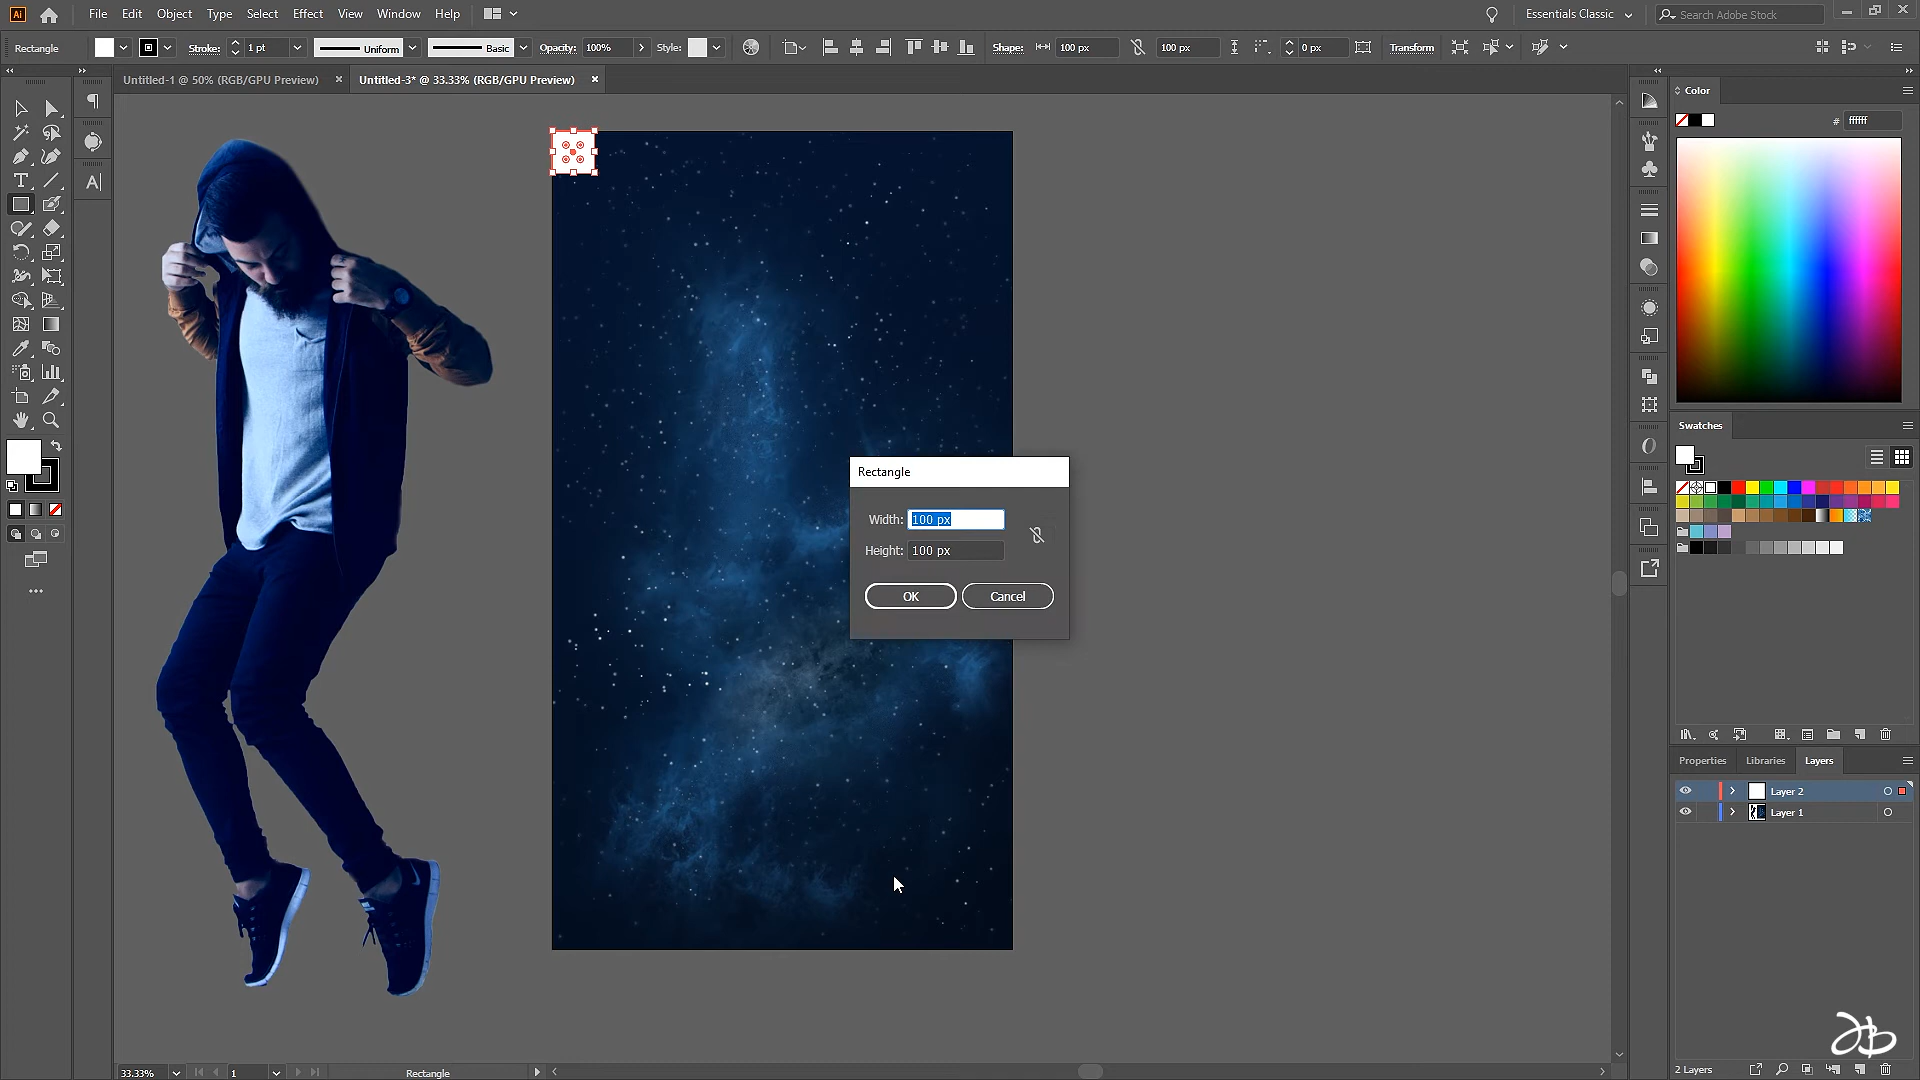 Ai File Edit Object Type Select Effect View Window Help Essentials Classic Search Adobe Stock
Rectangle Stroke: 1 pt Uniform Basic Opacity: 100% Style: Shape: 100 px 100 px 0 px Transform
Untitled-1 @ 50% (RGB/GPU Preview) × Untitled-3* @ 33.33% (RGB/GPU Preview) ×
Color
# ffffff
Swatches
Rectangle
Width: 100 px
Height: 100 px
OK Cancel
Properties Libraries Layers
Layer 2
Layer 1
2 Layers
33.33% 1 Rectangle